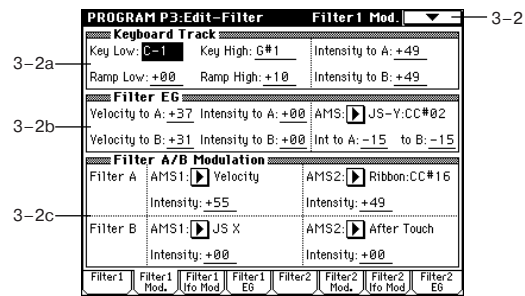 PROGRAM P3:Edit-Filter Filter1 Mod. 3-2
Keyboard Track
3-2a
Key Low: C-1 Key High: G#1 Intensity to A: +49
Ramp Low: +00 Ramp High: +10 Intensity to B: +49
Filter EG
3-2b
Velocity to A: +37 Intensity to A: +00 AMS: JS-Y:CC#02
Velocity to B: +31 Intensity to B: +00 Int to A: -15 to B: -15
Filter A/B Modulation
3-2c
Filter A AMS1: Velocity AMS2: Ribbon:CC#16
Intensity: +55 Intensity: +49
Filter B AMS1: JS X AMS2: After Touch
Intensity: +00 Intensity: +00
Filter1 Filter1 Mod. Filter1 lfo Mod Filter1 EG Filter2 Filter2 Mod. Filter2 lfo Mod Filter2 EG